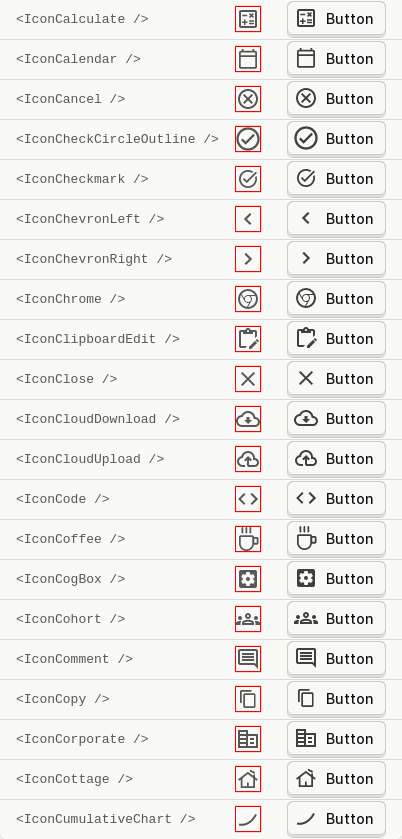 <IconCalculate /> Button
<IconCalendar /> Button
<IconCancel /> Button
<IconCheckCircleOutline /> Button
<IconCheckmark /> Button
<IconChevronLeft /> Button
<IconChevronRight /> Button
<IconChrome /> Button
<IconClipboardEdit /> Button
<IconClose /> Button
<IconCloudDownload /> Button
<IconCloudUpload /> Button
<IconCode /> Button
<IconCoffee /> Button
<IconCogBox /> Button
<IconCohort /> Button
<IconComment /> Button
<IconCopy /> Button
<IconCorporate /> Button
<IconCottage /> Button
<IconCumulativeChart /> Button